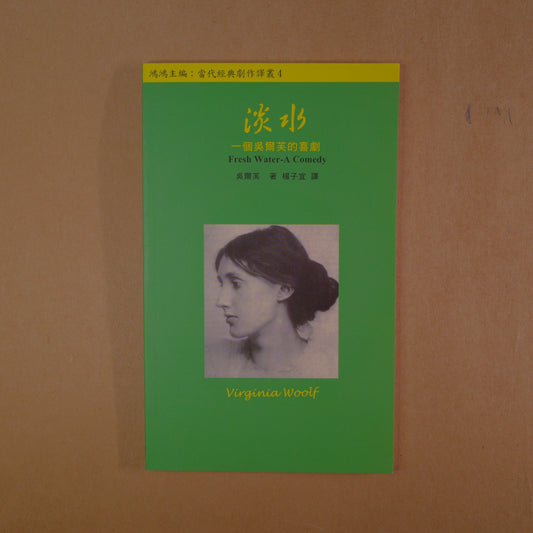 鴻鴻主編：當代經典劇作譯叢 4
淡水
一個吳爾芙的喜劇
Fresh Water-A Comedy
吳爾芙 著 楊子宜 譯
Virginia Woolf